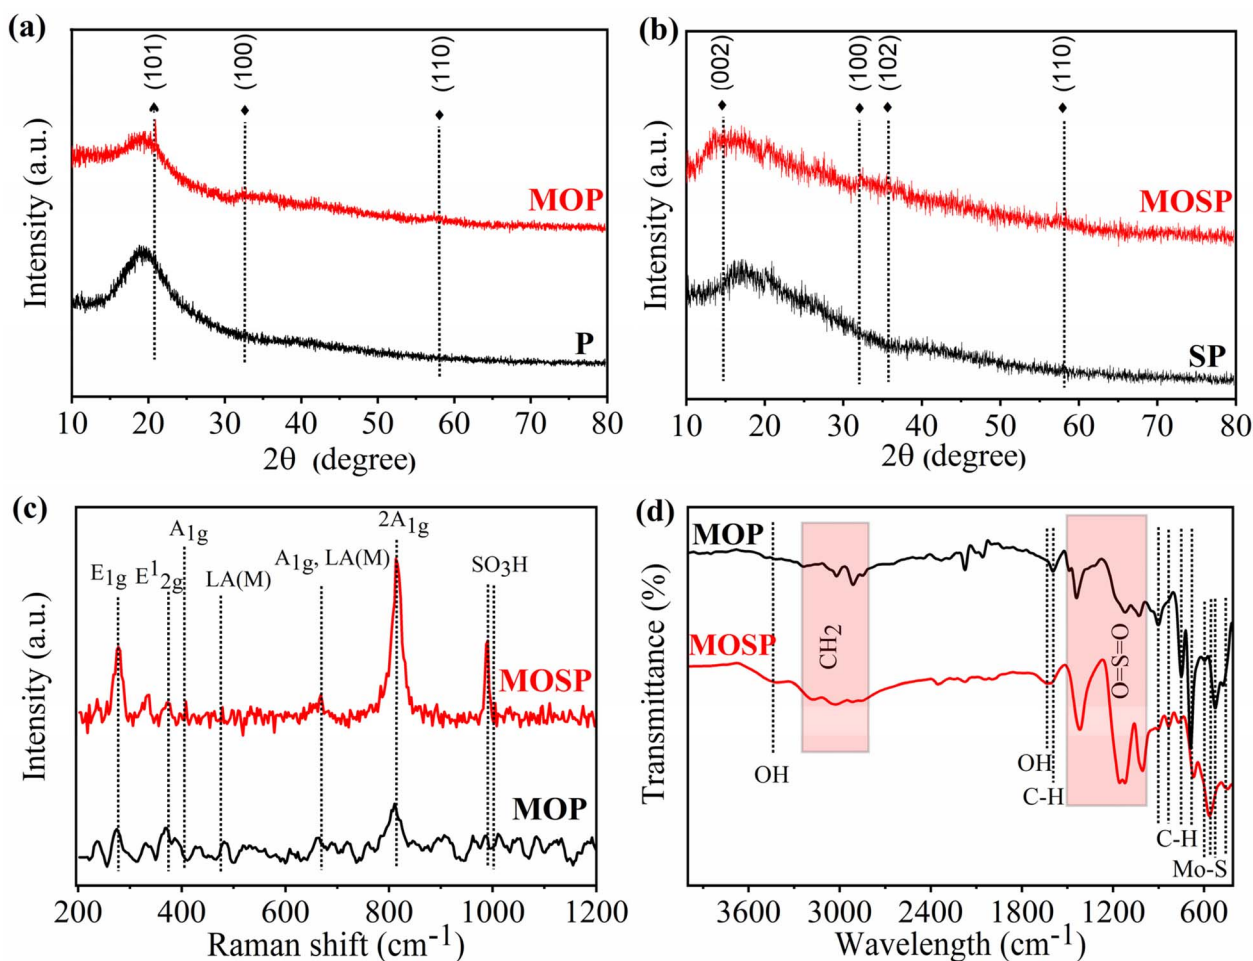 (a)
(101)
(100)
(110)
MOP
P
Intensity (a.u.)
10 20 30 40 50 60 70 80
2θ (degree)
(b)
(002)
(100)
(102)
(110)
MOSP
SP
Intensity (a.u.)
10 20 30 40 50 60 70 80
2θ (degree)
(c)
E1g
E12g
A1g
LA(M)
A1g, LA(M)
2A1g
SO3H
MOSP
MOP
Intensity (a.u.)
200 400 600 800 1000 1200
Raman shift (cm-1)
(d)
MOP
MOSP
CH2
O=S=O
OH
OH
C-H
C-H
Mo-S
Transmittance (%)
3600 3000 2400 1800 1200 600
Wavelength (cm-1)